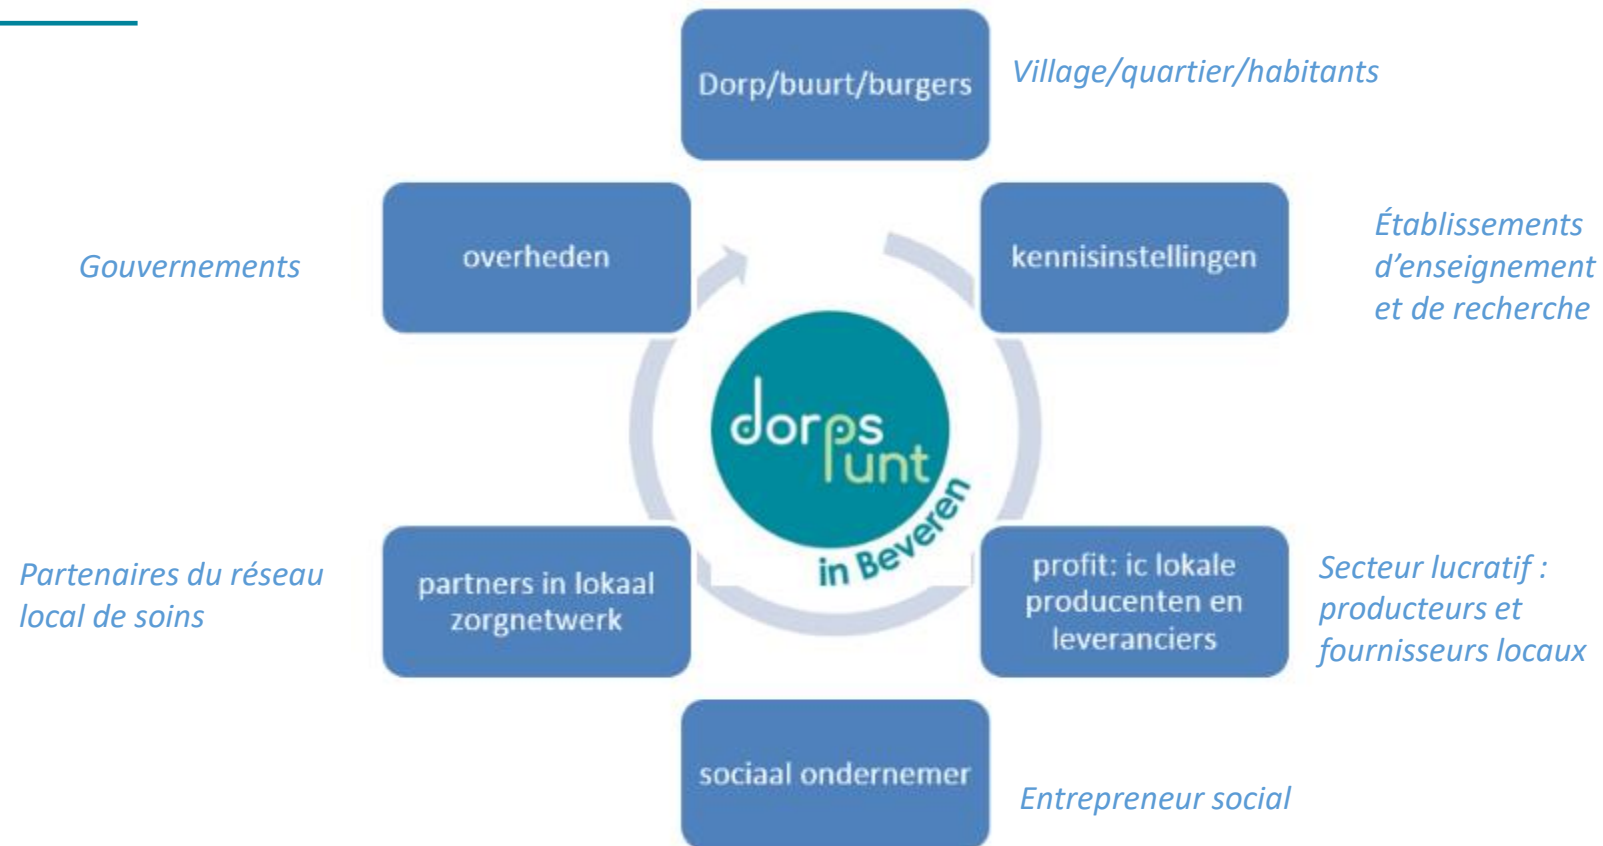 Dorp/buurt/burgers
Village/quartier/habitants
overheden
Gouvernements
kennisinstellingen
Établissements
d’enseignement
et de recherche
dorps
punt
in Beveren
partners in lokaal
zorgnetwerk
Partenaires du réseau
local de soins
profit: ic lokale
producenten en
leveranciers
Secteur lucratif :
producteurs et
fournisseurs locaux
sociaal ondernemer
Entrepreneur social